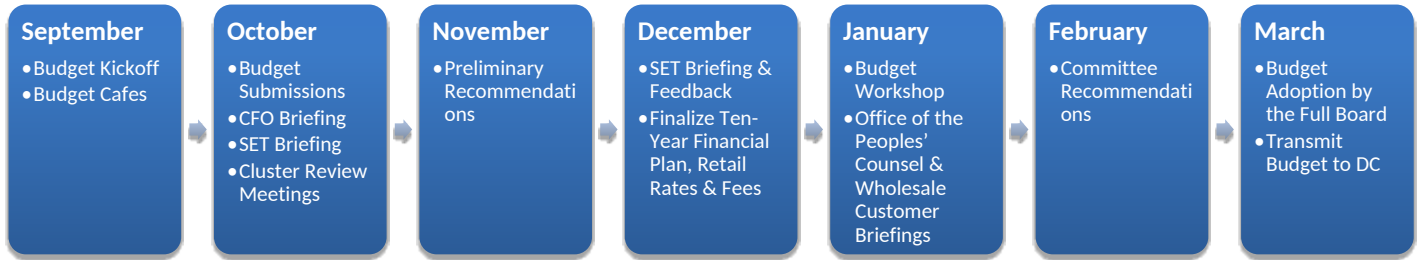 September
•Budget Kickoff
•Budget Cafes
October
•Budget
Submissions
•CFO Briefing
•SET Briefing
•Cluster Review
Meetings
November
•Preliminary
Recommendati
ons
December
•SET Briefing &
Feedback
•Finalize Ten-
Year Financial
Plan, Retail
Rates & Fees
January
•Budget
Workshop
•Office of the
Peoples’
Counsel &
Wholesale
Customer
Briefings
February
•Committee
Recommendati
ons
March
•Budget
Adoption by
the Full Board
•Transmit
Budget to DC